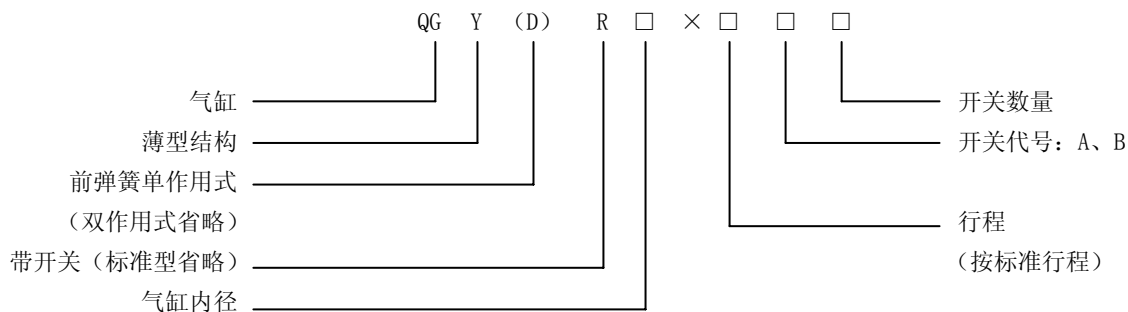 QG Y (D) R □ × □ □ □
气缸
开关数量
薄型结构
开关代号: A、B
前弹簧单作用式
(双作用式省略)
行程
带开关(标准型省略)
(按标准行程)
气缸内径